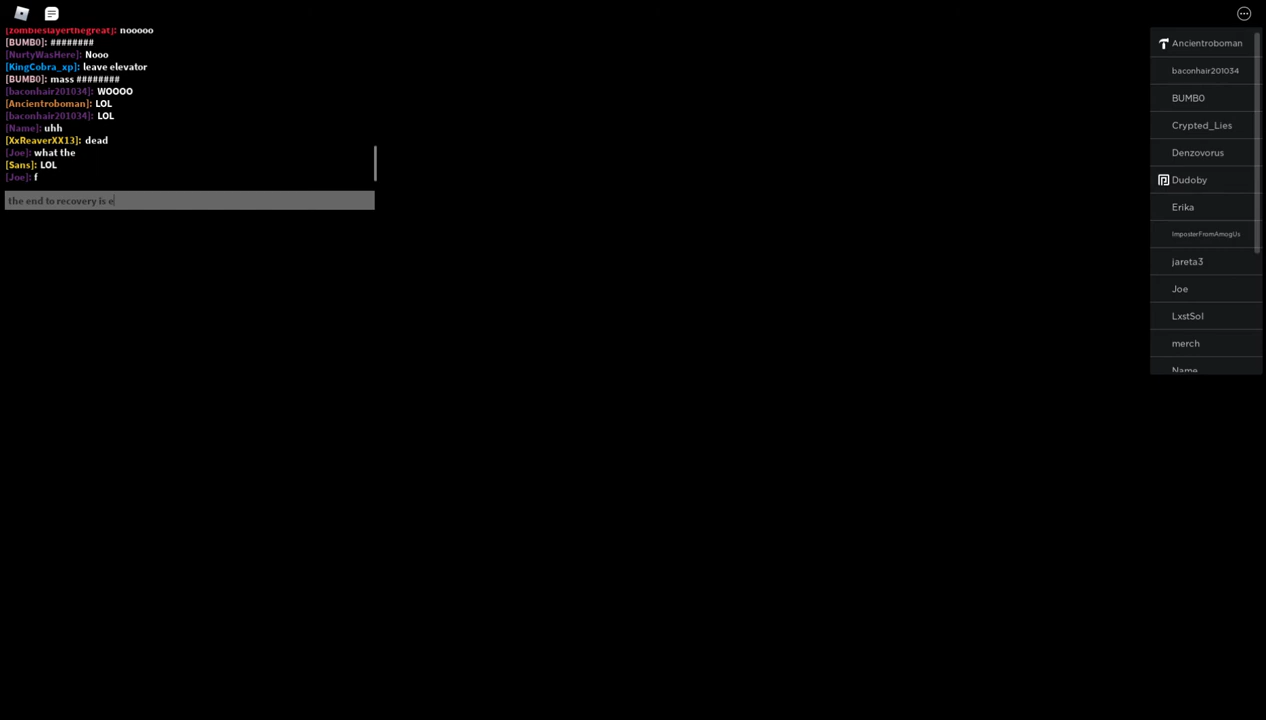 [zombieslayerthegreat]: nooooo
[BUMB0]: ########
[NurtyWasHere]: Nooo
[KingCobra_xp]: leave elevator
[BUMB0]: mass ########
[baconhair201034]: WOOOO
[Ancientroboman]: LOL
[baconhair201034]: LOL
[Name]: uhh
[XxReaverXX13]: dead
[Joe]: what the
[Sans]: LOL
[Joe]: f
the end to recovery is e
Ancientroboman
baconhair201034
BUMB0
Crypted_Lies
Denzovorus
Dudoby
Erika
ImposterFromAmogUs
jareta3
Joe
LxstSol
merch
Name